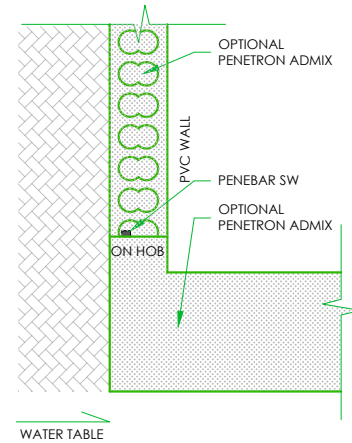 OPTIONAL
PENETRON ADMIX
PVC WALL
PENEBAR SW
OPTIONAL
PENETRON ADMIX
ON HOB
WATER TABLE